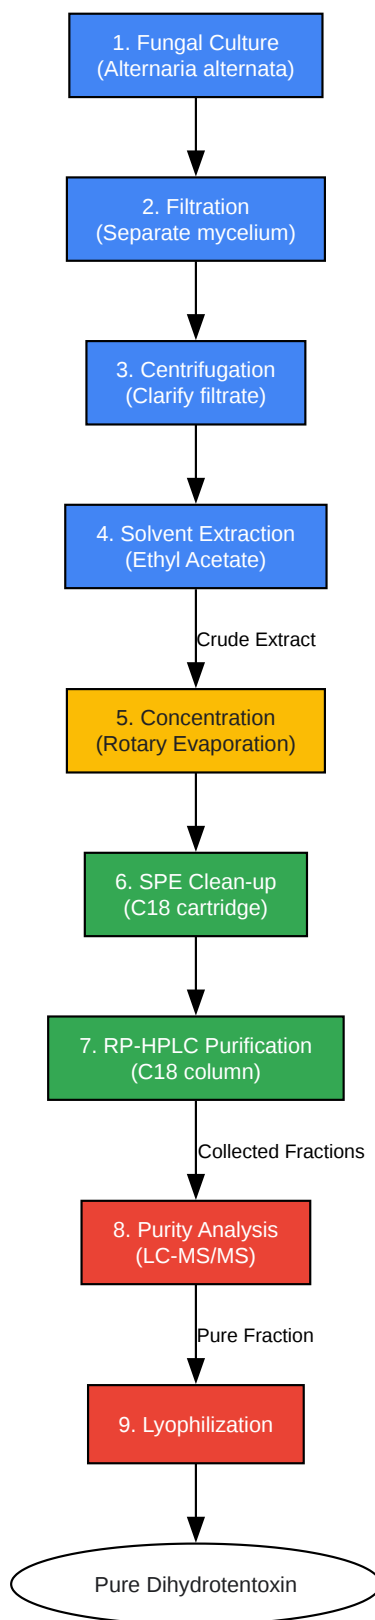 1. Fungal Culture
(Alternaria alternata)
2. Filtration
(Separate mycelium)
3. Centrifugation
(Clarify filtrate)
4. Solvent Extraction
(Ethyl Acetate)
Crude Extract
5. Concentration
(Rotary Evaporation)
6. SPE Clean-up
(C18 cartridge)
7. RP-HPLC Purification
(C18 column)
Collected Fractions
8. Purity Analysis
(LC-MS/MS)
Pure Fraction
9. Lyophilization
Pure Dihydrotentoxin